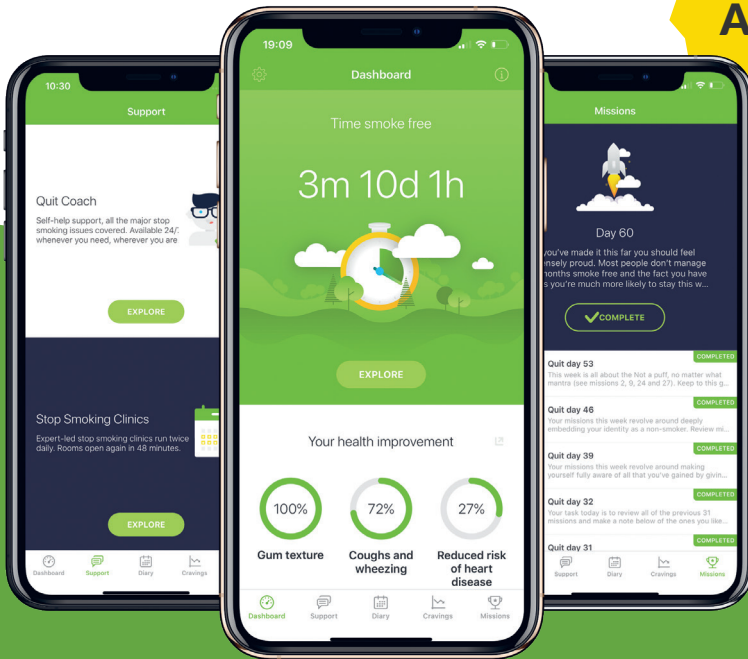 A
10:30
Support
Quit Coach
Self-help support, all the major stop
smoking issues covered. Available 24/
whenever you need, wherever you are
EXPLORE
Stop Smoking Clinics
Expert-led stop smoking clinics run twice
daily. Rooms open again in 48 minutes.
EXPLORE
Dashboard
Support
Diary
Cravings
19:09
Dashboard
Time smoke free
3m 10d 1h
EXPLORE
Your health improvement
100%
72%
27%
Gum texture
Coughs and
wheezing
Reduced risk
of heart
disease
Dashboard
Support
Diary
Cravings
Missions
Missions
Day 60
you've made it this far you should feel
ensely proud. Most people don't manage
months smoke free and the fact you have
s you're much more likely to stay this w...
COMPLETE
COMPLETED
Quit day 53
This week is all about the Not a puff, no matter what
mantra (see missions 2, 9, 24 and 27). Keep to this g...
COMPLETED
Quit day 46
Your missions this week revolve around deeply
embedding your identity as a non-smoker. Review mi...
COMPLETED
Quit day 39
Your missions this week revolve around making
yourself fully aware of all that you've gained by givin...
COMPLETED
Quit day 32
Your task today is to review all of the previous 31
missions and make a note below of the ones you like...
COMPLETED
Quit day 31
Support
Diary
Cravings
Missions